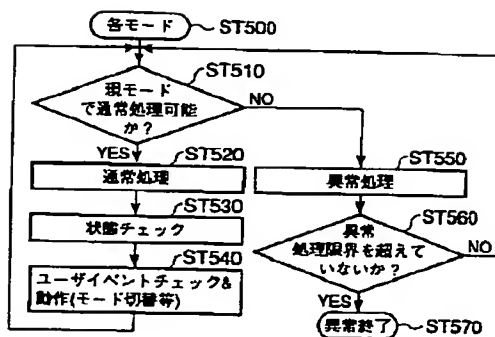 各モード ST500
ST510
現モード
で通常処理可能
か？
NO
YES
ST520
通常処理
ST550
異常処理
ST530
状態チェック
ST560
異常
処理限界を超えて
いないか？
NO
ST540
ユーザイベントチェック&
動作(モード切替等)
YES
ST570
異常終了